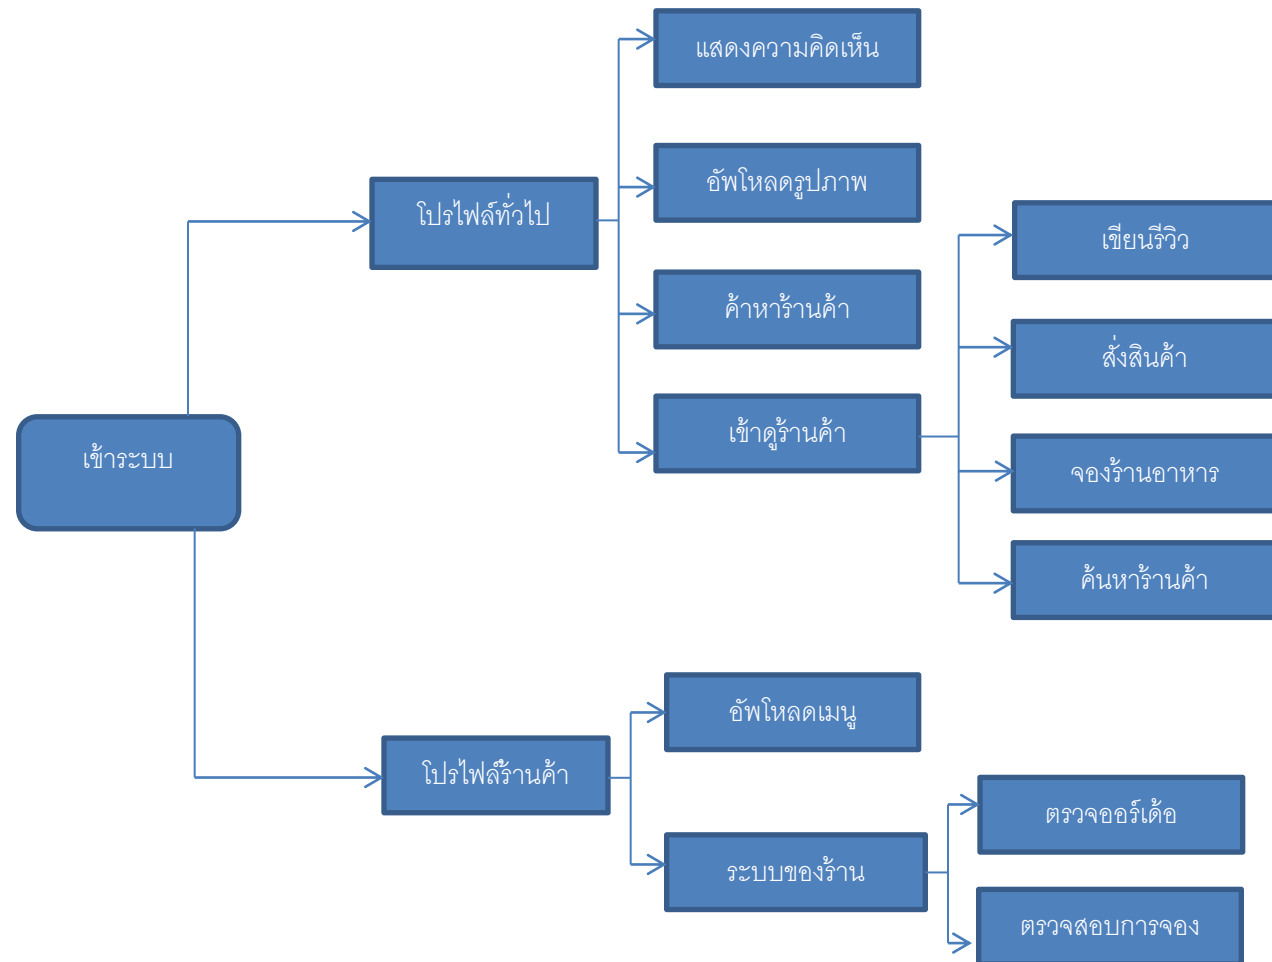 แสดงความคิดเห็น
อัพโหลดรูปภาพ
โปรไฟล์ทั่วไป
เขียนรีวิว
ค้าหาร้านค้า
สั่งสินค้า
เข้าดูร้านค้า
เข้าระบบ
จองร้านอาหาร
ค้นหาร้านค้า
อัพโหลดเมนู
โปรไฟล์ร้านค้า
ตรวจออร์เด้อ
ระบบของร้าน
ตรวจสอบการจอง